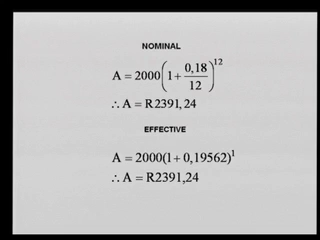 NOMINAL
A = 2000(1 + 0,18/12)^12
∴ A = R2391, 24
EFFECTIVE
A = 2000(1 + 0,19562)^1
∴ A = R2391,24